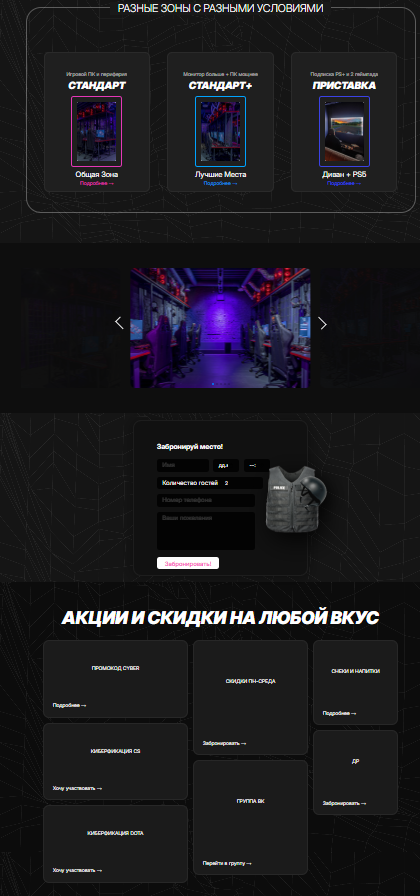 РАЗНЫЕ ЗОНЫ С РАЗНЫМИ УСЛОВИЯМИ
Игровой ПК и периферия
СТАНДАРТ
Общая Зона
Подробнее →
Монитор больше + ПК мощнее
СТАНДАРТ+
Лучшие Места
Подробнее →
Подписка PS+ и 2 геймпада
ПРИСТАВКА
Диван + PS5
Подробнее →
Забронируй место!
Имя
Количество гостей 2
Номер телефона
Ваши пожелания
Забронировать!
АКЦИИ И СКИДКИ НА ЛЮБОЙ ВКУС
ПРОМОКОД CYBER
Подробнее →
СКИДКИ ПН-СРЕДА
Забронировать →
СНЕКИ И НАПИТКИ
Подробнее →
КИБЕРФИКАЦИЯ CS
Хочу участвовать →
ГРУППА ВК
Перейти в группу →
ДР
Забронировать →
КИБЕРФИКАЦИЯ DOTA
Хочу участвовать →